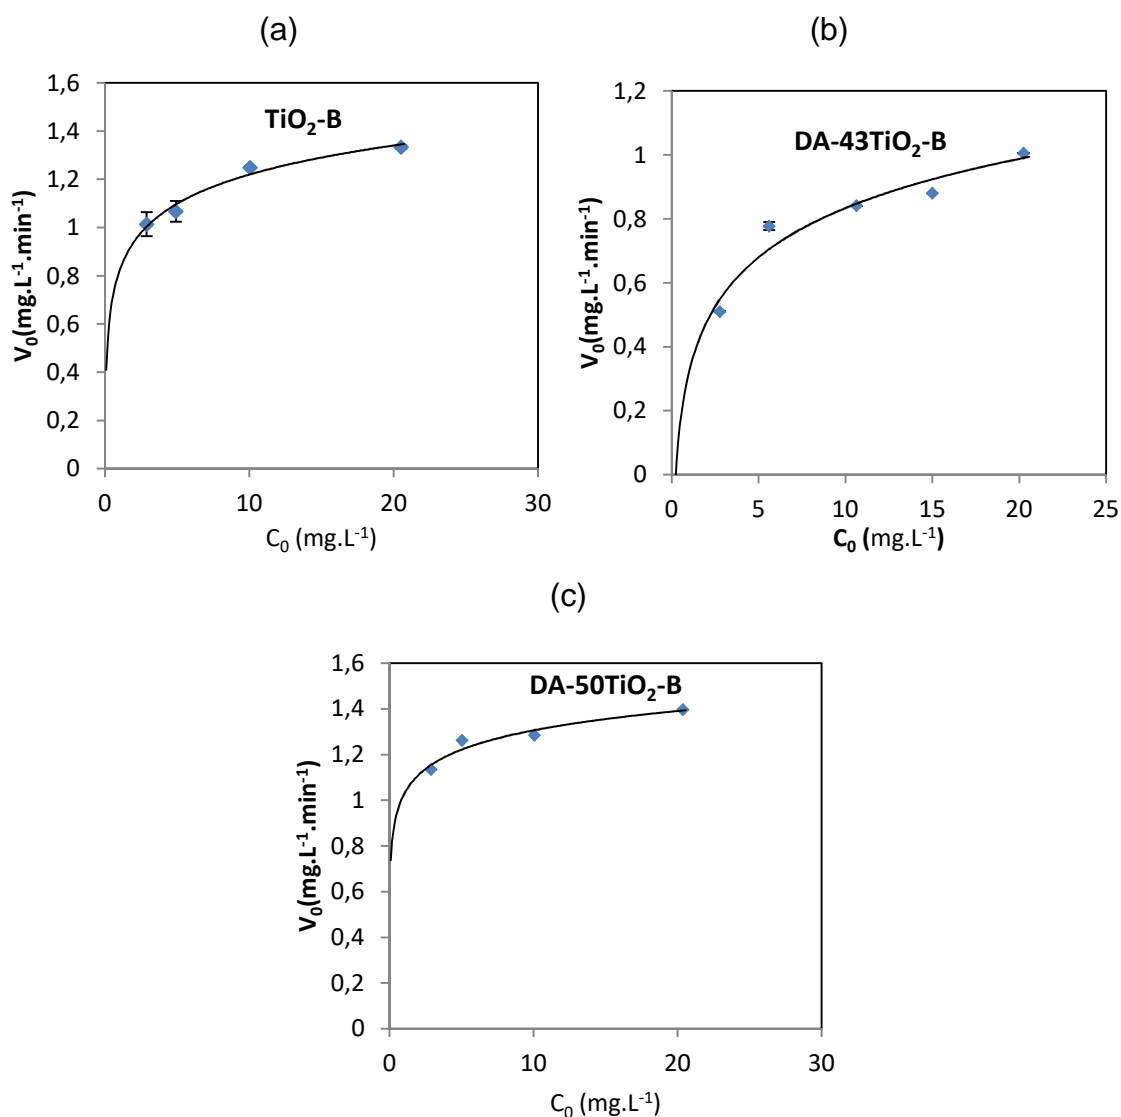 (a)
(b)
TiO₂-B
V₀(mg.L⁻¹.min⁻¹)
1,6
1,4
1,2
1
0,8
0,6
0,4
0,2
0
0 10 20 30
C₀ (mg.L⁻¹)
DA-43TiO₂-B
V₀(mg.L⁻¹.min⁻¹)
1,2
1
0,8
0,6
0,4
0,2
0
0 5 10 15 20 25
C₀ (mg.L⁻¹)
(c)
DA-50TiO₂-B
V₀(mg.L⁻¹.min⁻¹)
1,6
1,4
1,2
1
0,8
0,6
0,4
0,2
0
0 10 20 30
C₀ (mg.L⁻¹)